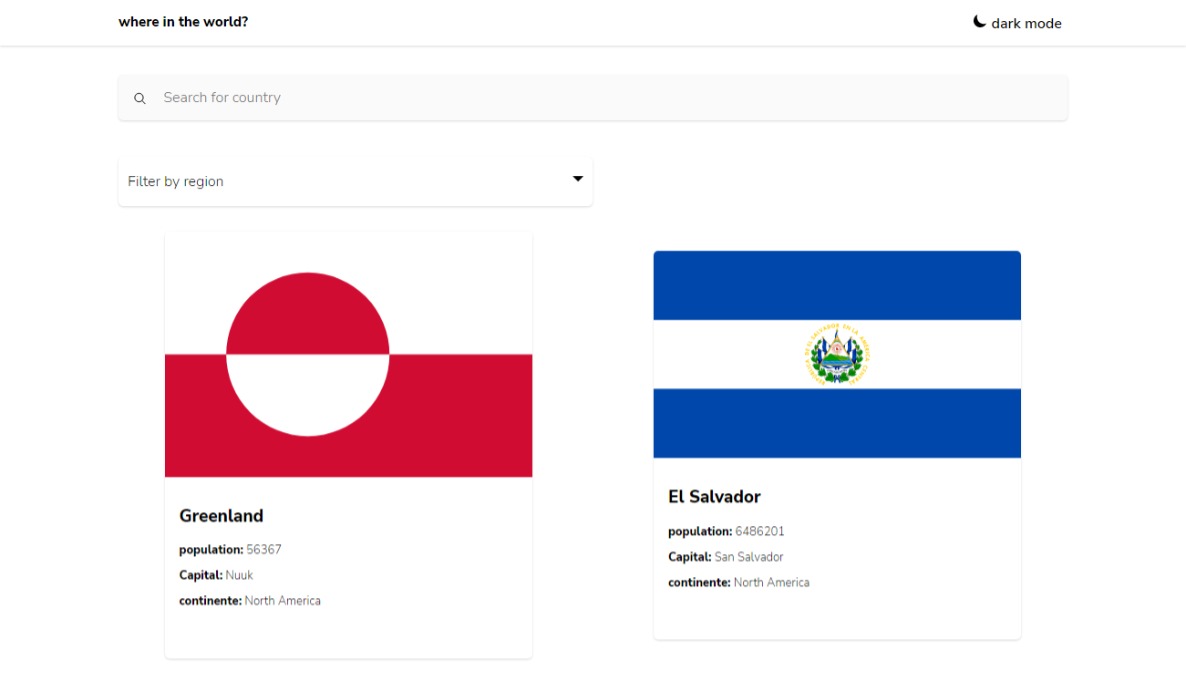 where in the world?
dark mode
Search for country
Filter by region
Greenland
population: 56367
Capital: Nuuk
continente: North America
El Salvador
population: 6486201
Capital: San Salvador
continente: North America